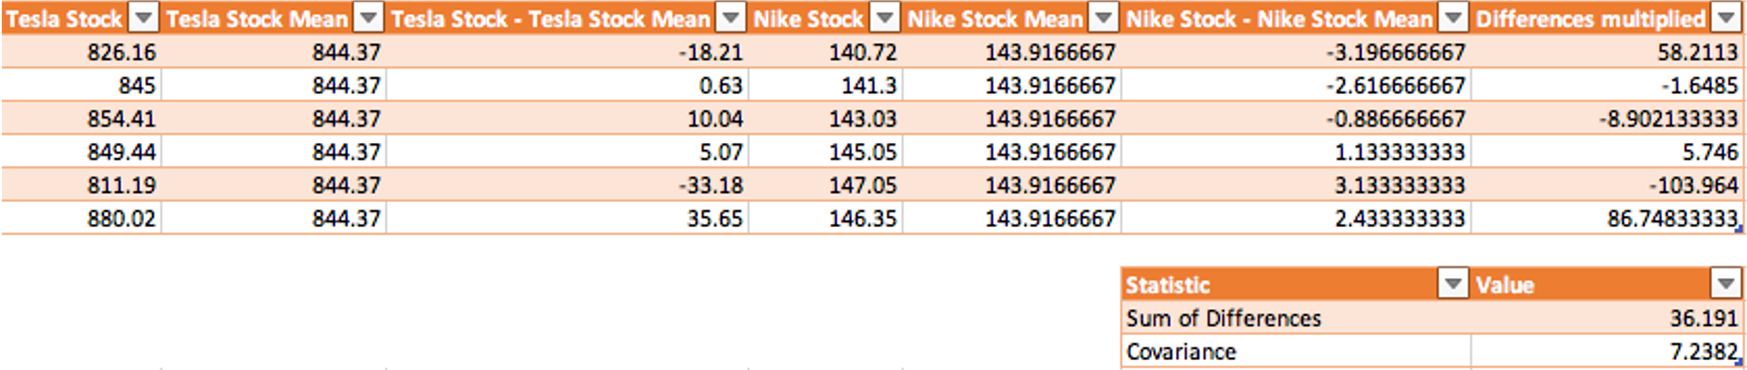 Tesla Stock Tesla Stock Mean Tesla Stock - Tesla Stock Mean Nike Stock Nike Stock Mean Nike Stock - Nike Stock Mean Differences multiplied
826.16 844.37 -18.21 140.72 143.9166667 -3.196666667 58.2113
845 844.37 0.63 141.3 143.9166667 -2.616666667 -1.6485
854.41 844.37 10.04 143.03 143.9166667 -0.886666667 -8.902133333
849.44 844.37 5.07 145.05 143.9166667 1.133333333 5.746
811.19 844.37 -33.18 147.05 143.9166667 3.133333333 -103.964
880.02 844.37 35.65 146.35 143.9166667 2.433333333 86.74833333
Statistic Value
Sum of Differences 36.191
Covariance 7.2382